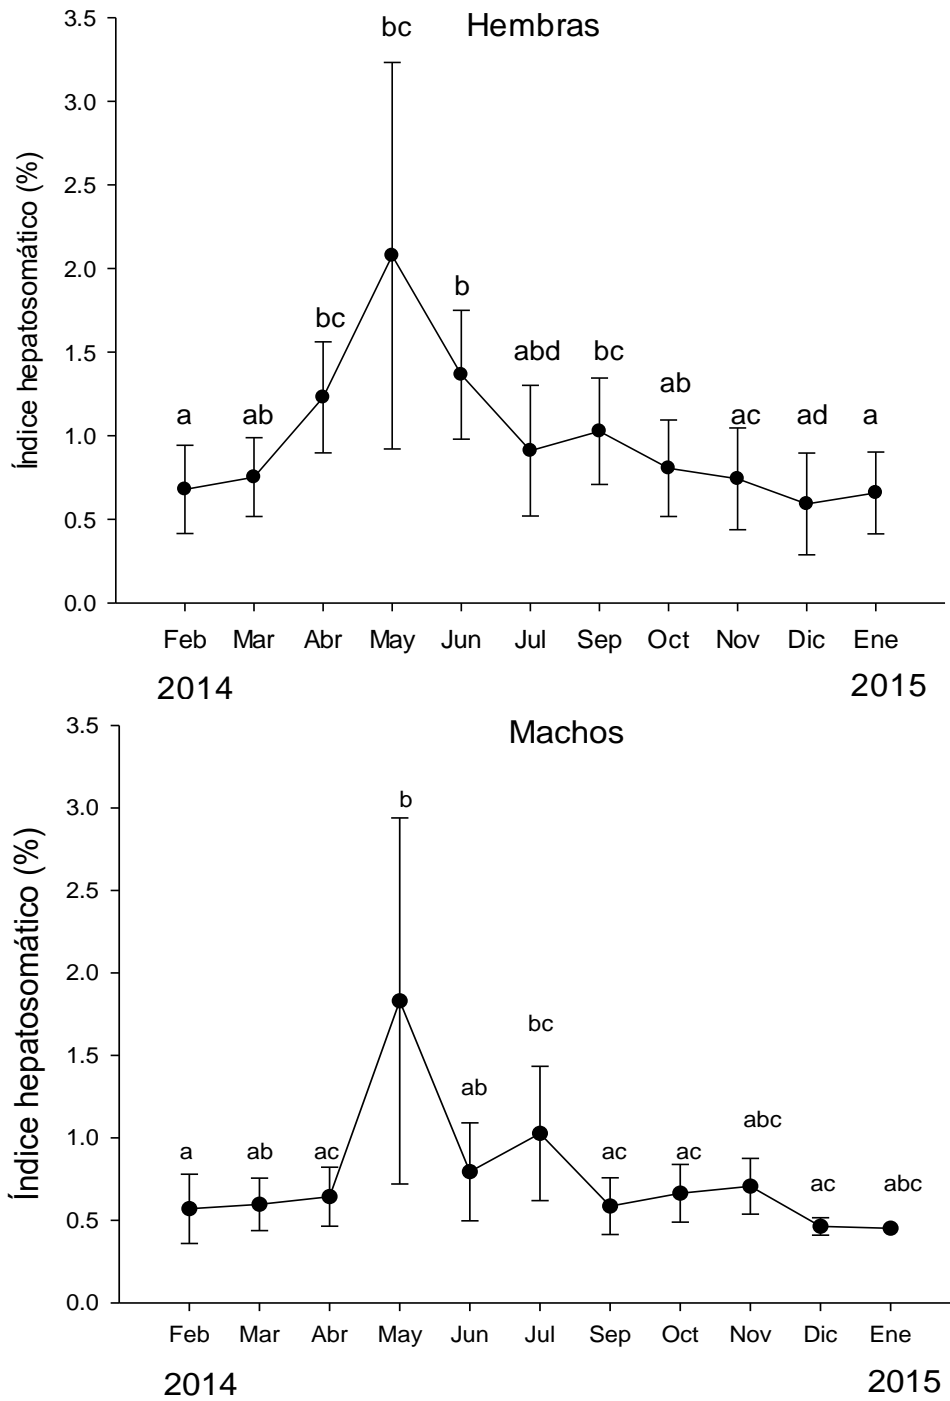 Hembras
Índice hepatosomático (%)
3.5
3.0
2.5
2.0
1.5
1.0
0.5
0.0
a
ab
bc
bc
b
abd
bc
ab
ac
ad
a
Feb Mar Abr May Jun Jul Sep Oct Nov Dic Ene
2014 2015
Machos
Índice hepatosomático (%)
3.5
3.0
2.5
2.0
1.5
1.0
0.5
0.0
a
ab
ac
b
ab
bc
ac
ac
abc
ac
abc
Feb Mar Abr May Jun Jul Sep Oct Nov Dic Ene
2014 2015